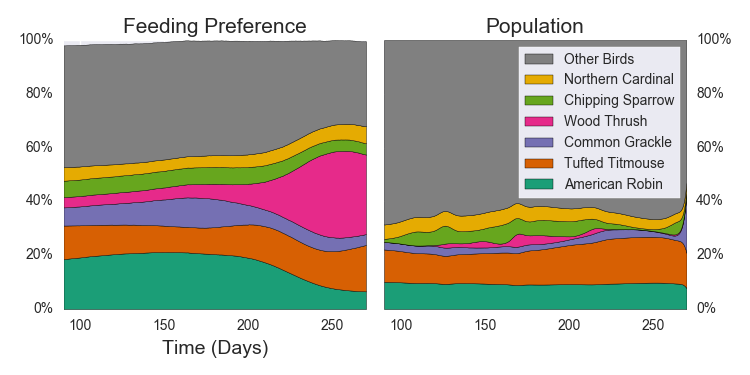 Feeding Preference
Population
100%
80%
60%
40%
20%
0%
100
150
200
250
Time (Days)
Other Birds
Northern Cardinal
Chipping Sparrow
Wood Thrush
Common Grackle
Tufted Titmouse
American Robin
100%
80%
60%
40%
20%
0%
100
150
200
250